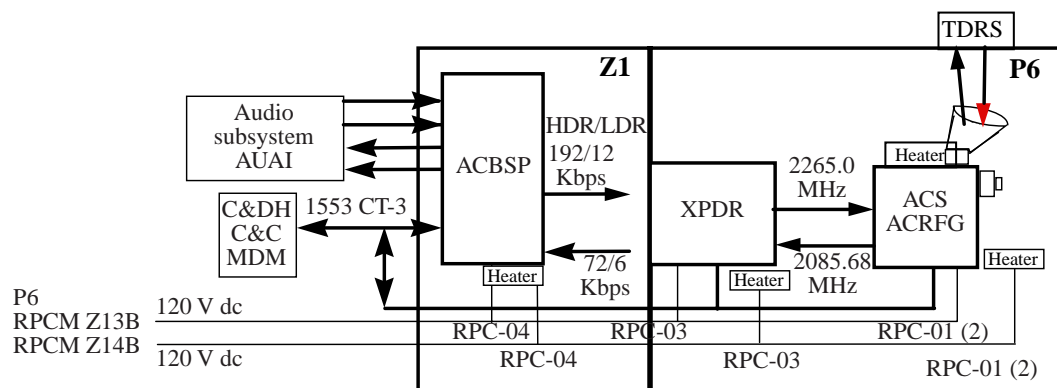 TDRS
Z1
P6
Audio
subsystem
AUAI
ACBSP
HDR/LDR
192/12
Kbps
Heater
2265.0
MHz
XPDR
ACS
ACRFG
C&DH
C&C
MDM
1553 CT-3
72/6
Kbps
Heater
2085.68
MHz
Heater
Heater
P6
RPCM Z13B
120 V dc
RPC-04
RPC-03
RPC-01 (2)
RPCM Z14B
120 V dc
RPC-04
RPC-03
RPC-01 (2)